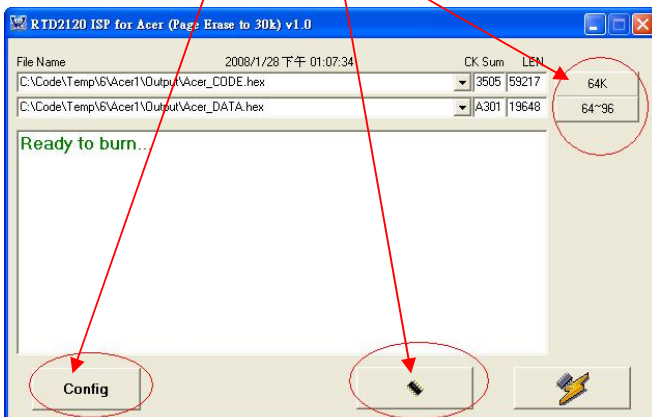 RTD2120 ISP for Acer (Page Erase to 30k) v1.0
File Name 2008/1/28 下午 01:07:34 CK Sum LEN
C:\Code\Temp\6\Acer1\Output\Acer_CODE.hex 3505 59217 64K
C:\Code\Temp\6\Acer1\Output\Acer_DATA.hex A301 19648 64~96
Ready to burn...
Config